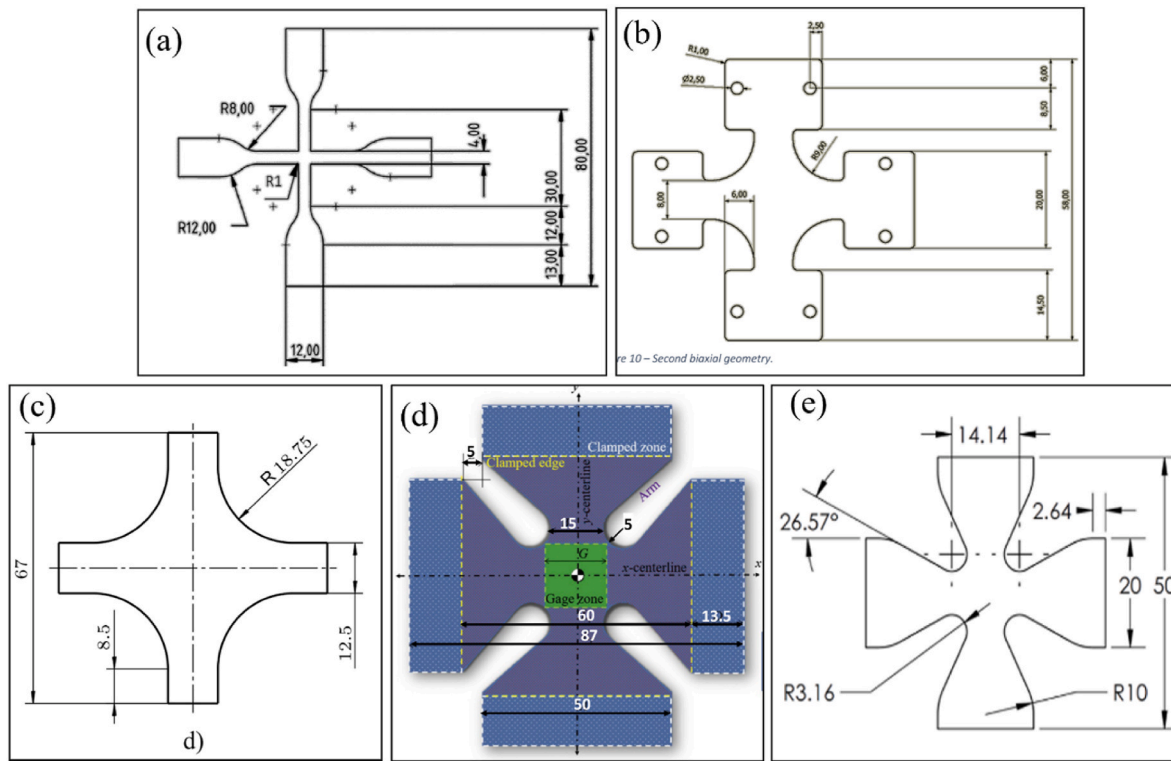 (a)
R8,00
R1
R12,00
4,00
30,00
12,00
13,00
80,00
12,00
(b)
2,50
R1,00
Ø2,50
6,00
8,50
R9,00
8,00
6,00
20,00
58,00
14,50
re 10 – Second biaxial geometry.
(c)
R 18.75
67
8.5
12.5
d)
(d)
y
Clamped zone
5
Clamped edge
y-centerline
Arm
15
5
G
x-centerline
x
Gage zone
60
13.5
87
50
(e)
14.14
26.57°
2.64
20
50
R3.16
R10